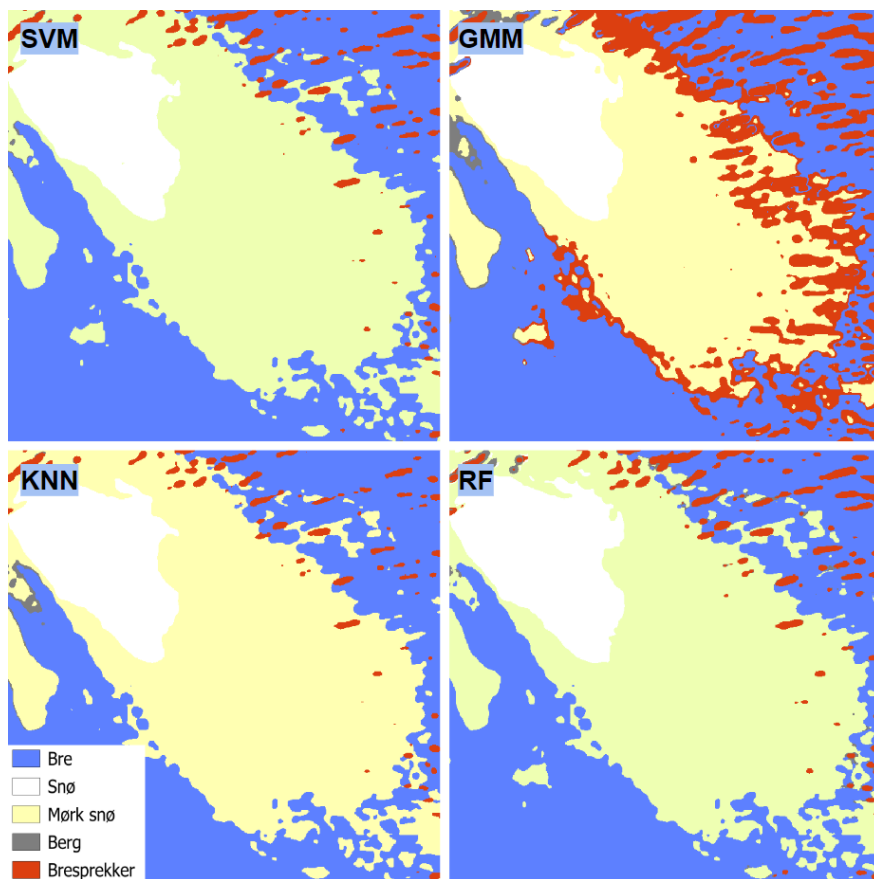 SVM
GMM
KNN
RF
Bre
Snø
Mørk snø
Berg
Bresprekker